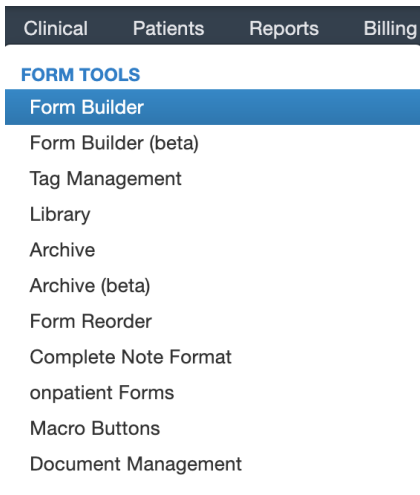 Clinical Patients Reports Billing
FORM TOOLS
Form Builder
Form Builder (beta)
Tag Management
Library
Archive
Archive (beta)
Form Reorder
Complete Note Format
onpatient Forms
Macro Buttons
Document Management